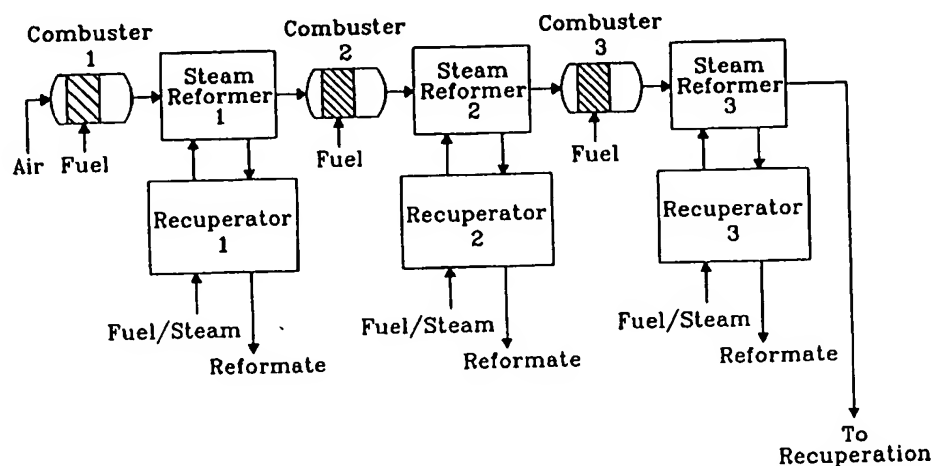 Combuster
1
Steam
Reformer
1
Combuster
2
Steam
Reformer
2
Combuster
3
Steam
Reformer
3
Air
Fuel
Fuel
Fuel
Recuperator
1
Recuperator
2
Recuperator
3
Fuel/Steam
Fuel/Steam
Fuel/Steam
Reformate
Reformate
Reformate
To
Recuperation